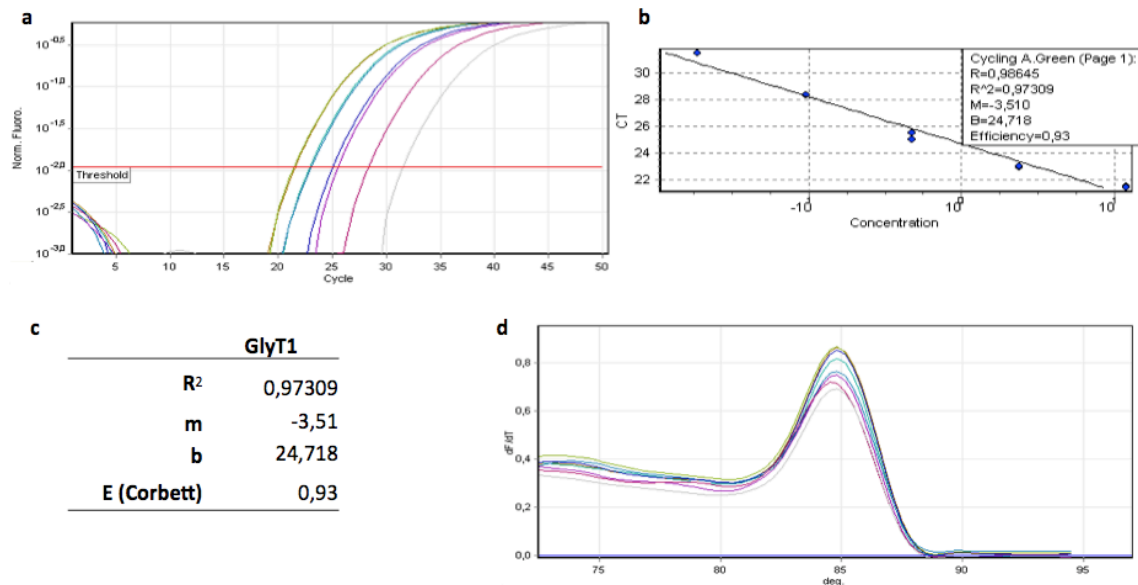 a
Norm. Fluoro.
10^-0,5
10^-1,0
10^-1,5
10^-2,0
Threshold
10^-2,5
10^-3,0
5 10 15 20 25 30 35 40 45 50
Cycle
b
CT
30
28
26
24
22
Cycling A.Green (Page 1):
R=0,98645
R^2=0,97309
M=-3,510
B=24,718
Efficiency=0,93
-10 10^0 10^1
Concentration
c
GlyT1
R² 0,97309
m -3,51
b 24,718
E (Corbett) 0,93
d
dF/dT
0,8
0,6
0,4
0,2
0,0
75 80 85 90 95
deg.